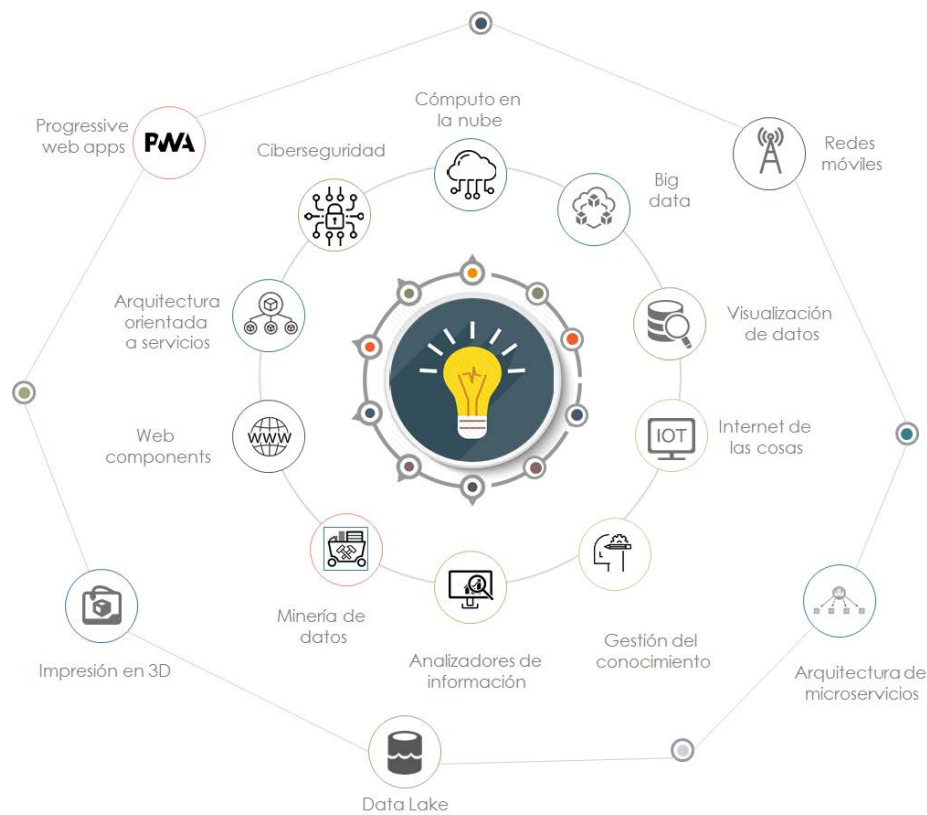 Cómputo en
la nube
Progressive
web apps
PWA
Ciberseguridad
Redes
móviles
Big
data
Arquitectura
orientada
a servicios
Visualización
de datos
Web
components
WWW
IOT
Internet de
las cosas
Minería de
datos
Analizadores de
información
Gestión del
conocimiento
Impresión en 3D
Arquitectura de
microservicios
Data Lake